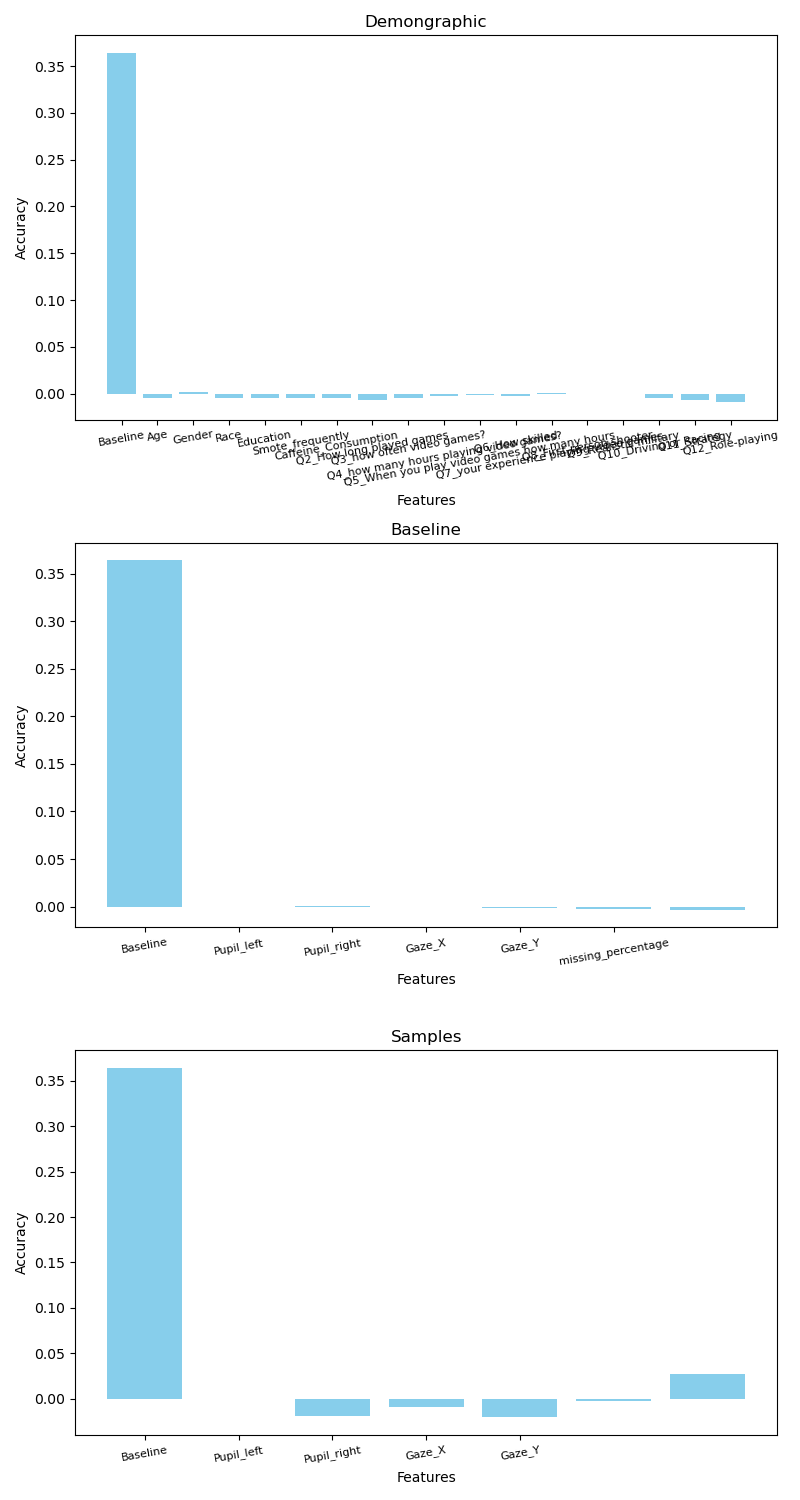 Demongraphic
0.35
0.30
0.25
0.20
0.15
0.10
0.05
0.00
Accuracy
Baseline
Age
Gender
Race
Education
Smote_frequently
Caffeine_Consumption
Q2_How long played games
Q3_how often video games?
Q4_how many hours playing video games?
Q5_When you play video games how many hours
Q6_How skilled?
Q10_Driving or Racing
Q11_Strategy
Q12_Role-playing
Features
Baseline
0.35
0.30
0.25
0.20
0.15
0.10
0.05
0.00
Accuracy
Baseline
Pupil_left
Pupil_right
Gaze_X
Gaze_Y
missing_percentage
Features
Samples
0.35
0.30
0.25
0.20
0.15
0.10
0.05
0.00
Accuracy
Baseline
Pupil_left
Pupil_right
Gaze_X
Gaze_Y
Features